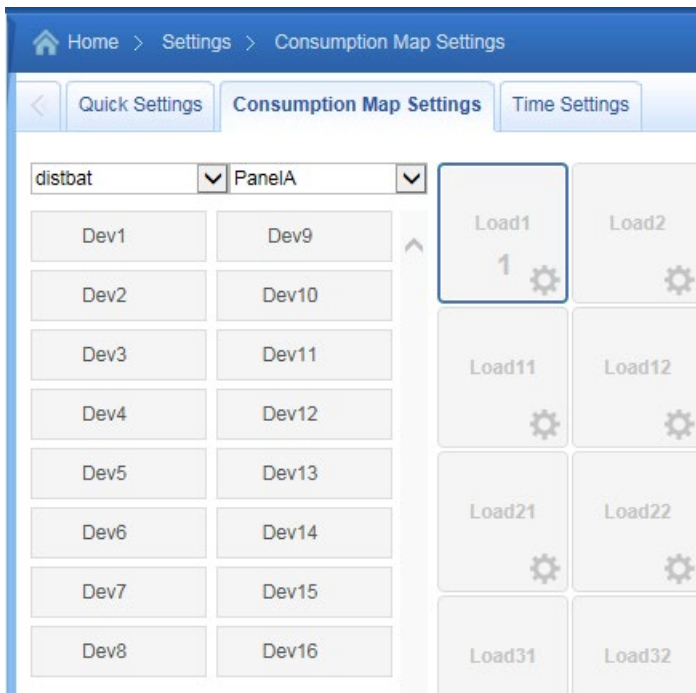 Home > Settings > Consumption Map Settings
Quick Settings Consumption Map Settings Time Settings
distbat PanelA
Load1 Load2
1
Dev1 Dev9
Dev2 Dev10
Dev3 Dev11
Load11 Load12
Dev4 Dev12
Dev5 Dev13
Load21 Load22
Dev6 Dev14
Dev7 Dev15
Dev8 Dev16
Load31 Load32